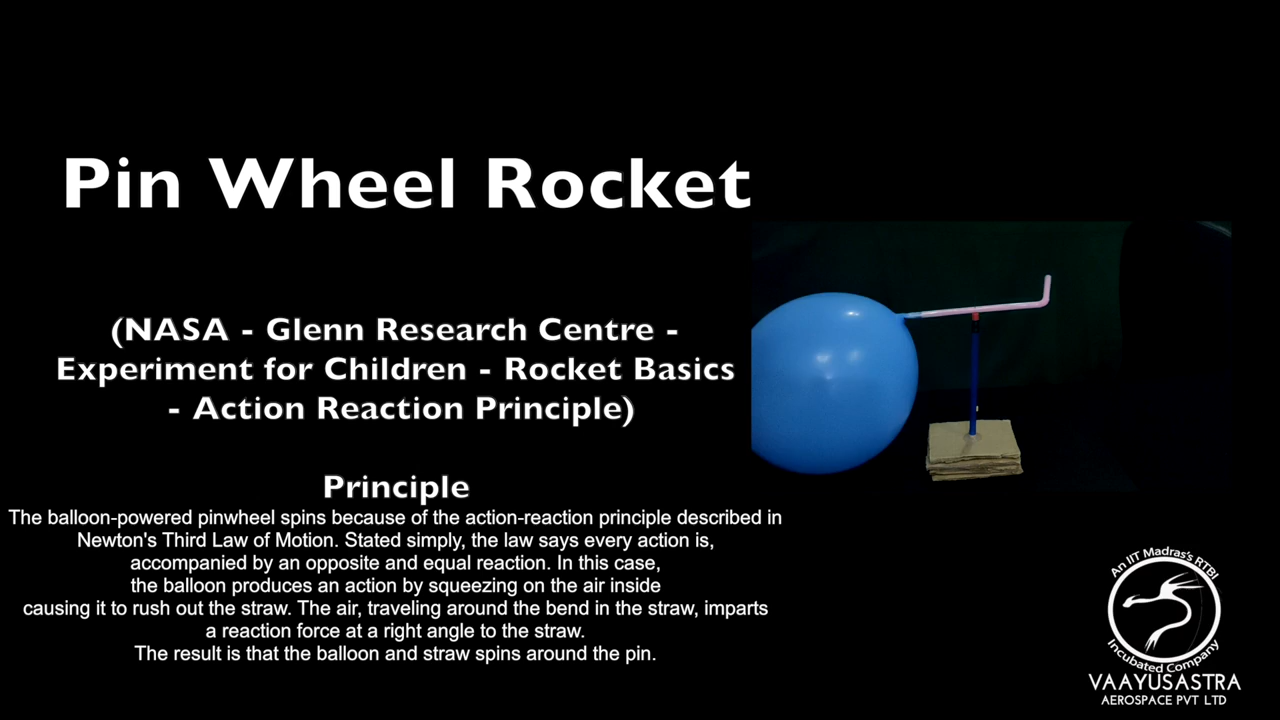 Pin Wheel Rocket
(NASA - Glenn Research Centre -
Experiment for Children - Rocket Basics
- Action Reaction Principle)
Principle
The balloon-powered pinwheel spins because of the action-reaction principle described in
Newton's Third Law of Motion. Stated simply, the law says every action is,
accompanied by an opposite and equal reaction. In this case,
the balloon produces an action by squeezing on the air inside
causing it to rush out the straw. The air, traveling around the bend in the straw, imparts
a reaction force at a right angle to the straw.
The result is that the balloon and straw spins around the pin.
An IIT Madras's RTBI
Incubated Company
VAAYUSASTRA
AEROSPACE PVT LTD